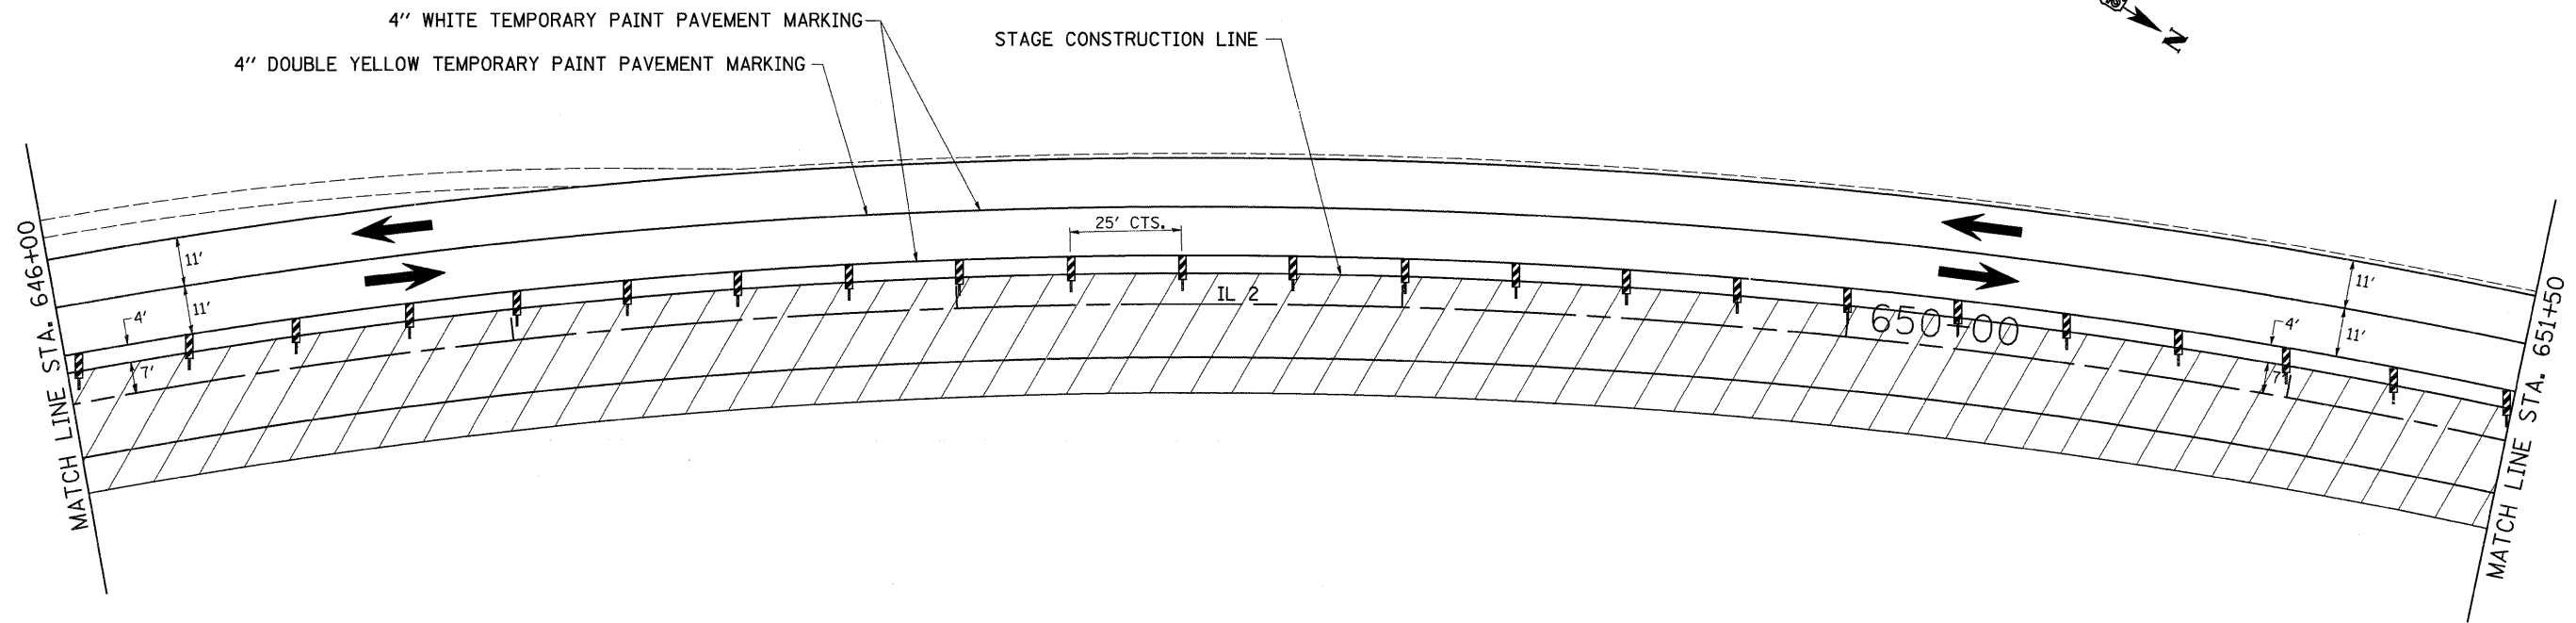 4" WHITE TEMPORARY PAINT PAVEMENT MARKING
4" DOUBLE YELLOW TEMPORARY PAINT PAVEMENT MARKING
STAGE CONSTRUCTION LINE
N
MATCH LINE STA. 646+00
11'
11'
4'
7'
25' CTS.
IL 2
650+00
11'
11'
4'
7'
MATCH LINE STA. 651+50